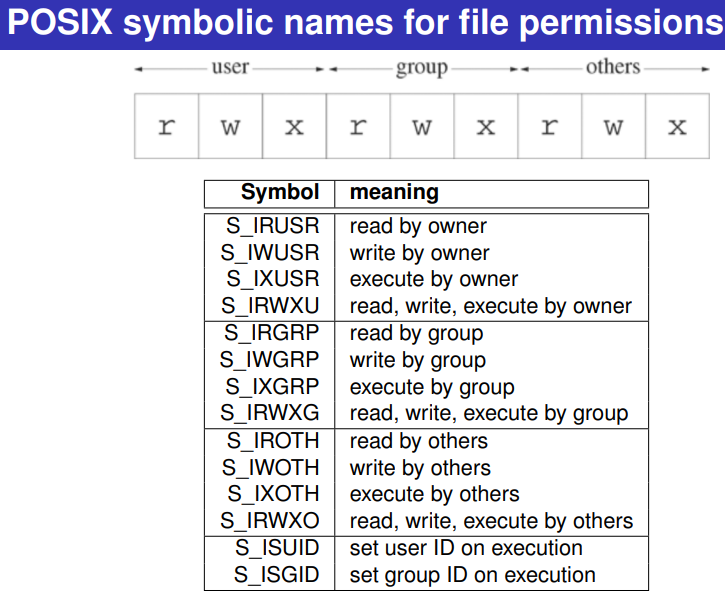 POSIX symbolic names for file permissions
user group others
r w x r w x r w x
Symbol meaning
S_IRUSR read by owner
S_IWUSR write by owner
S_IXUSR execute by owner
S_IRWXU read, write, execute by owner
S_IRGRP read by group
S_IWGRP write by group
S_IXGRP execute by group
S_IRWXG read, write, execute by group
S_IROTH read by others
S_IWOTH write by others
S_IXOTH execute by others
S_IRWXO read, write, execute by others
S_ISUID set user ID on execution
S_ISGID set group ID on execution